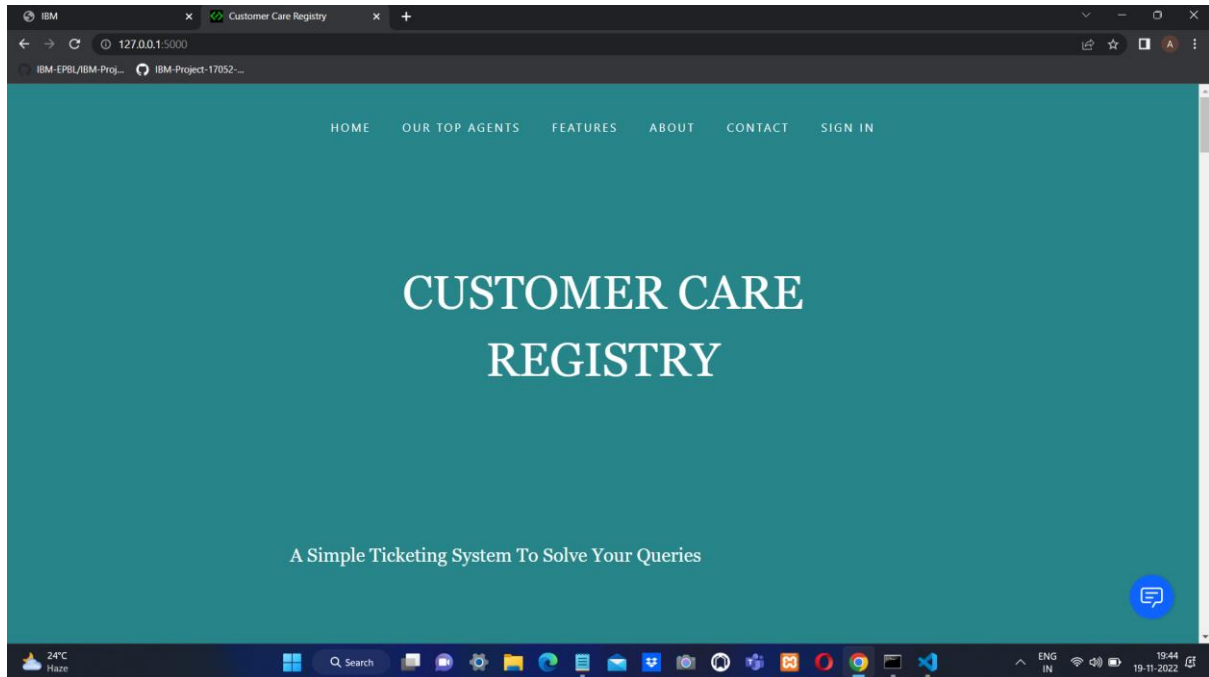 IBM
Customer Care Registry
127.0.0.1:5000
A
IBM-EPBL/IBM-Proj... IBM-Project-17052-...
HOME OUR TOP AGENTS FEATURES ABOUT CONTACT SIGN IN
CUSTOMER CARE
REGISTRY
A Simple Ticketing System To Solve Your Queries
24°C
Haze
Search
ENG
IN
19:44
19-11-2022